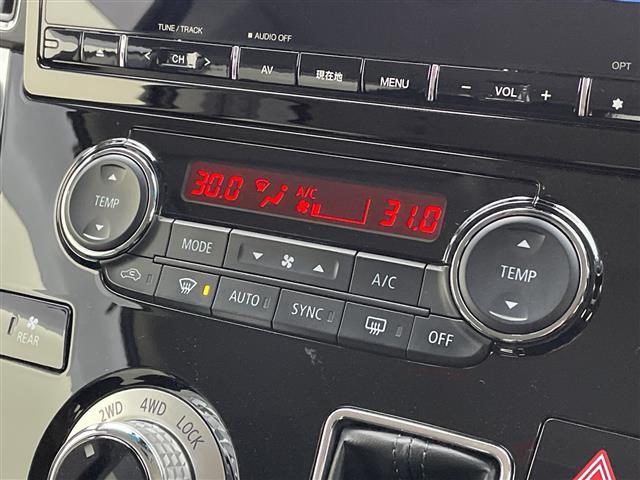 TUNE / TRACK
AUDIO OFF
OPT
< CH >
AV
現在地
MENU
− VOL +
30.0
A/C
31.0
TEMP
TEMP
MODE
A/C
AUTO
SYNC
OFF
REAR
2WD
4WD
LOCK